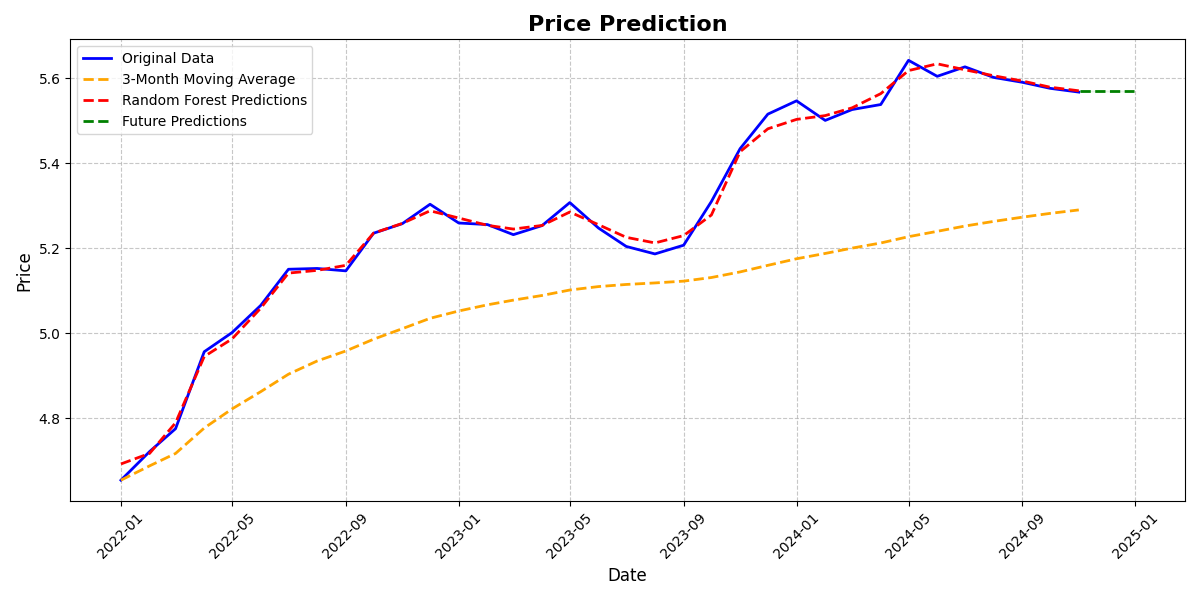 Price Prediction
Original Data
3-Month Moving Average
Random Forest Predictions
Future Predictions
Price
5.6
5.4
5.2
5.0
4.8
2022-01
2022-05
2022-09
2023-01
2023-05
2023-09
2024-01
2024-05
2024-09
2025-01
Date